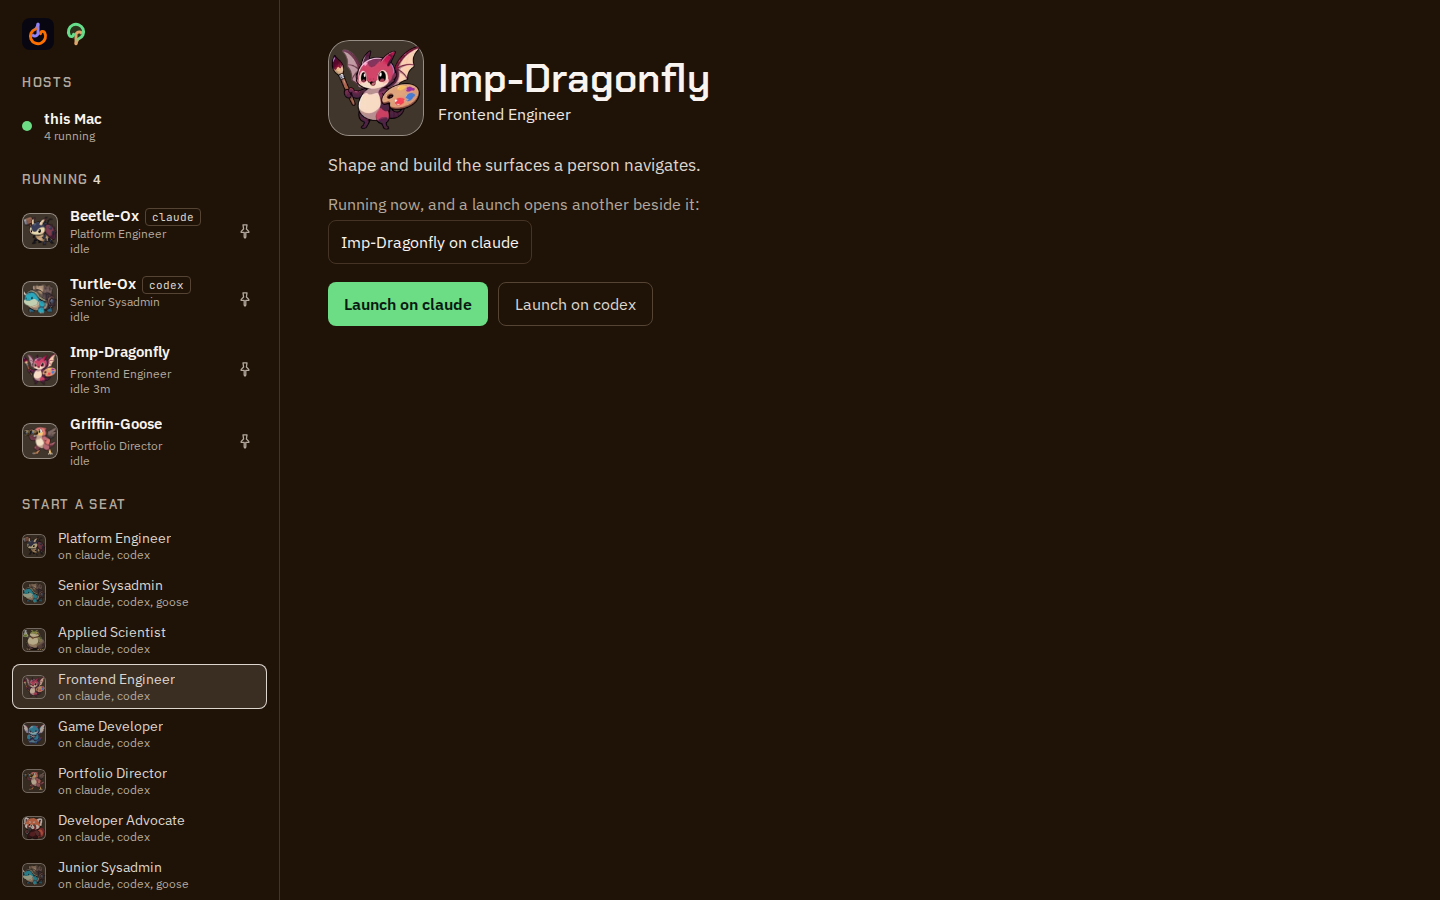 HOSTS
this Mac
4 running
RUNNING 4
Beetle-Ox claude
Platform Engineer
idle
Turtle-Ox codex
Senior Sysadmin
idle
Imp-Dragonfly
Frontend Engineer
idle 3m
Griffin-Goose
Portfolio Director
idle
START A SEAT
Platform Engineer
on claude, codex
Senior Sysadmin
on claude, codex, goose
Applied Scientist
on claude, codex
Frontend Engineer
on claude, codex
Game Developer
on claude, codex
Portfolio Director
on claude, codex
Developer Advocate
on claude, codex
Junior Sysadmin
on claude, codex, goose
Imp-Dragonfly
Frontend Engineer
Shape and build the surfaces a person navigates.
Running now, and a launch opens another beside it:
Imp-Dragonfly on claude
Launch on claude
Launch on codex